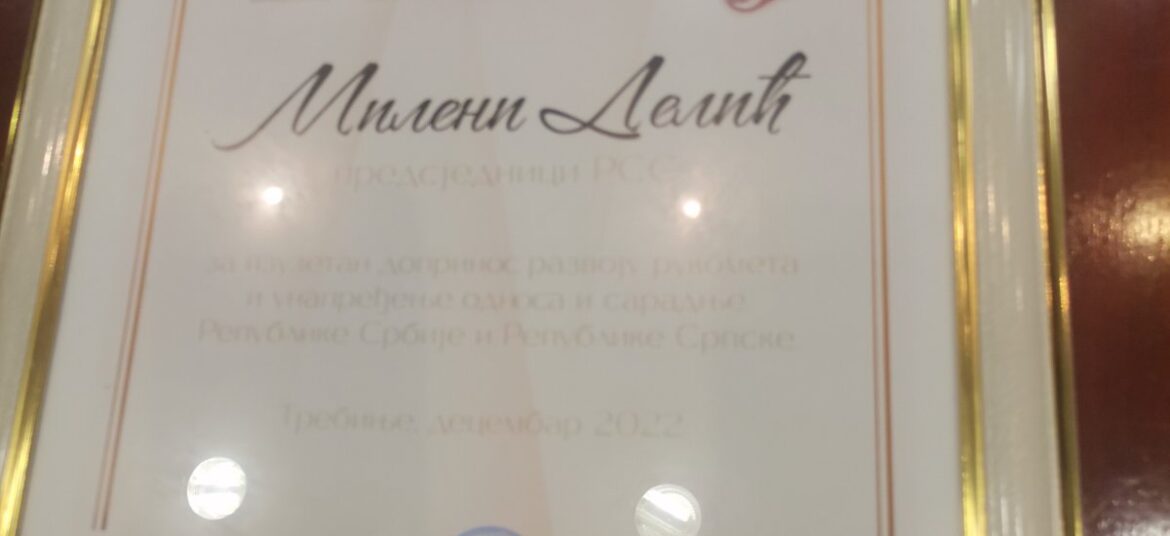 Милени Делић
предсједници РСС
за изузетан допринос развоју рукомета
и унапређење односа и сарадње
Републике Србије и Републике Српске.
Требиње, децембар 2022.